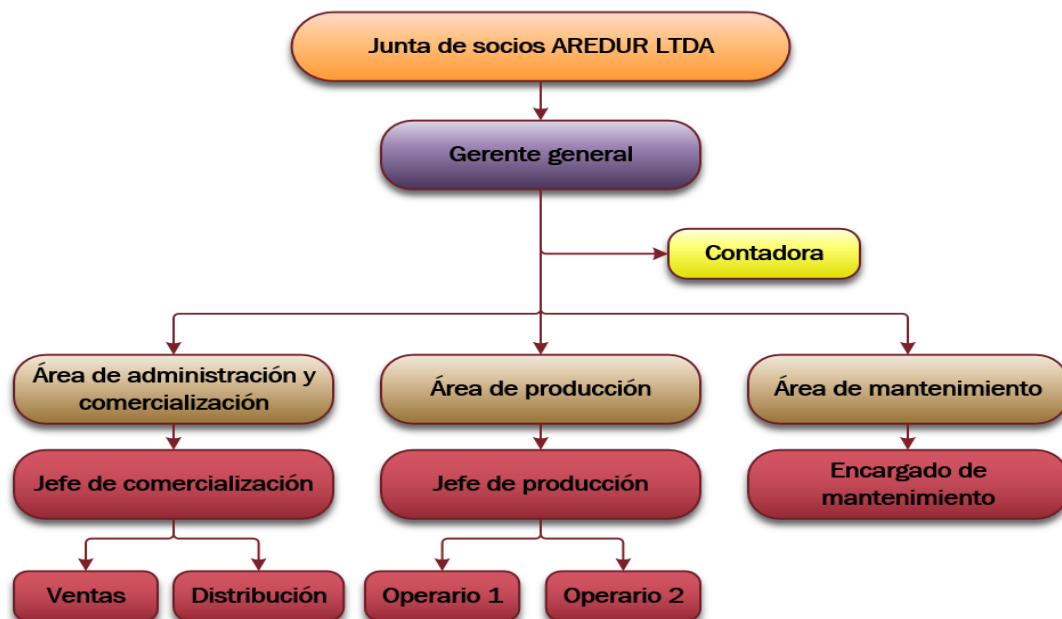 Junta de socios AREDUR LTDA
Gerente general
Contadora
Área de administración y
comercialización
Área de producción
Área de mantenimiento
Jefe de comercialización
Jefe de producción
Encargado de
mantenimiento
Ventas
Distribución
Operario 1
Operario 2